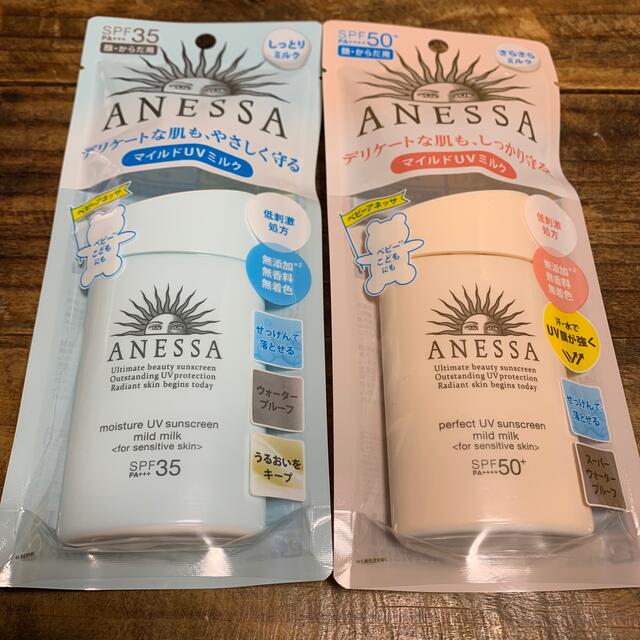 SPF35
PA+++
顔・からだ用
しっとり
ミルク
ANESSA
デリケートな肌も、やさしく守る
マイルドUVミルク
ベビーアネッサ
ベビー
こども
にも
低刺激
処方
無添加*2
無香料
無着色
せっけんで
落とせる
ウォーター
プルーフ
うるおいを
キープ
ANESSA
Ultimate beauty sunscreen
Outstanding UV protection
Radiant skin begins today
moisture UV sunscreen
mild milk
<for sensitive skin>
SPF35
PA+++
SPF50+
PA++++
顔・からだ用
さらさら
ミルク
ANESSA
デリケートな肌も、しっかり守る
マイルドUVミルク
ベビーアネッサ
ベビー
こども
にも
低刺激
処方
無添加*2
無香料
無着色
汗・水で
UV膜が強く
せっけんで
落とせる
スーパー
ウォーター
プルーフ
ANESSA
Ultimate beauty sunscreen
Outstanding UV protection
Radiant skin begins today
perfect UV sunscreen
mild milk
<for sensitive skin>
SPF50+
PA++++